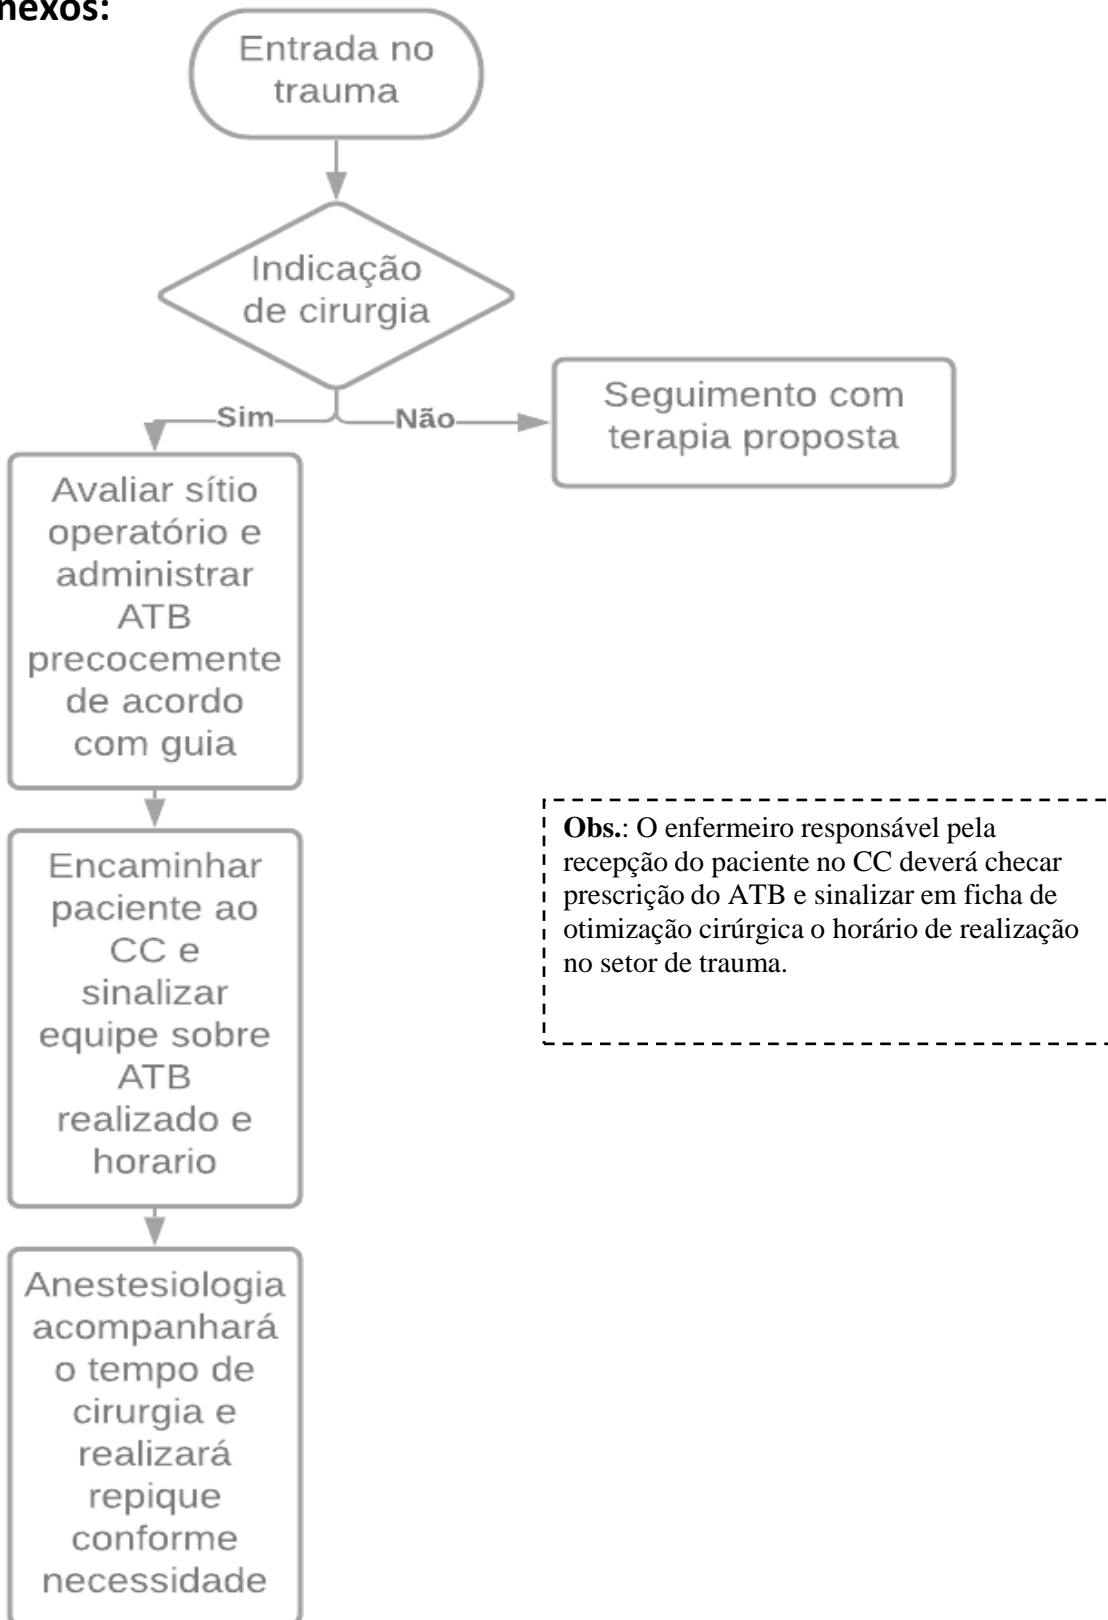 nexos:
Entrada no
trauma
Indicação
de cirurgia
Sim
Não
Seguimento com
terapia proposta
Avaliar sítio
operatório e
administrar
ATB
precocemente
de acordo
com guia
Encaminhar
paciente ao
CC e
sinalizar
equipe sobre
ATB
realizado e
horario
Obs.: O enfermeiro responsável pela
recepção do paciente no CC deverá checar
prescrição do ATB e sinalizar em ficha de
otimização cirúrgica o horário de realização
no setor de trauma.
Anestesiologia
acompanhará
o tempo de
cirurgia e
realizará
repique
conforme
necessidade